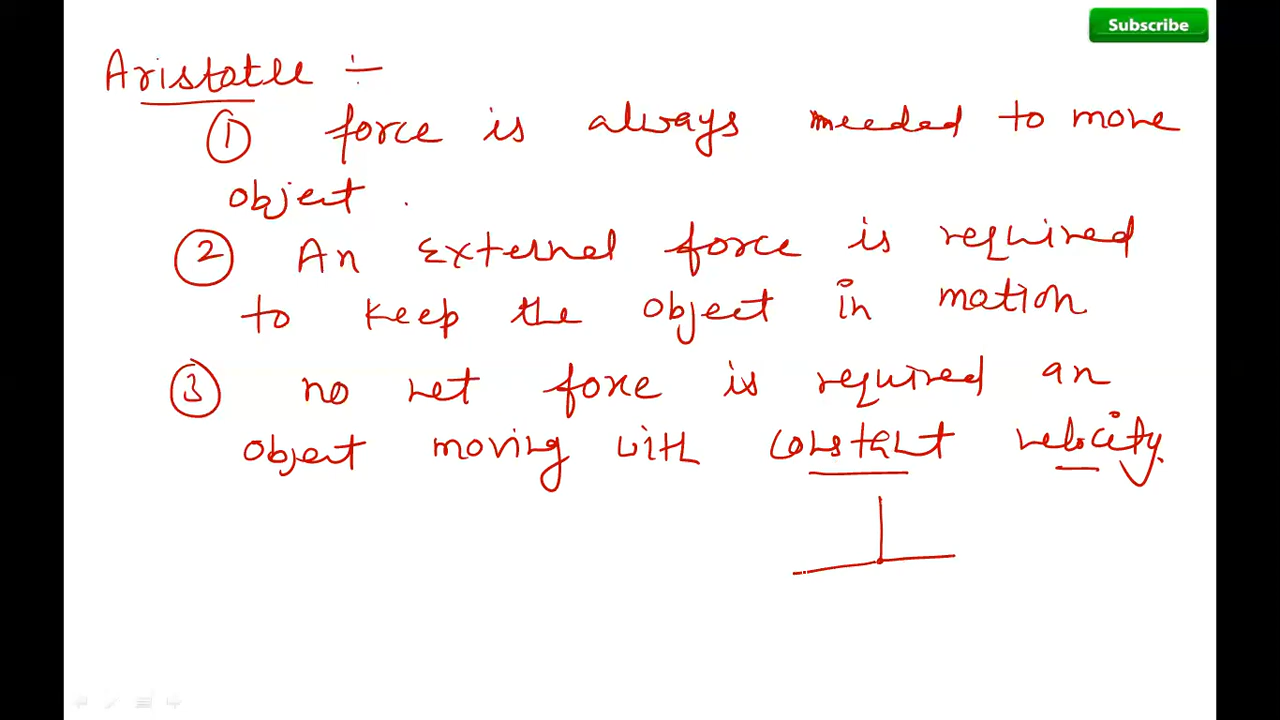 Subscribe
Aristotle :-
① force is always needed to move
object .
② An external force is required
to keep the object in motion
③ no net force is required an
object moving with constant velocity.